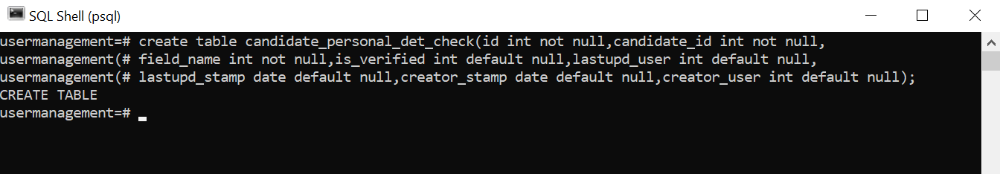 SQL Shell (psql)
usermanagement=# create table candidate_personal_det_check(id int not null,candidate_id int not null,
usermanagement(# field_name int not null,is_verified int default null,lastupd_user int default null,
usermanagement(# lastupd_stamp date default null,creator_stamp date default null,creator_user int default null);
CREATE TABLE
usermanagement=#